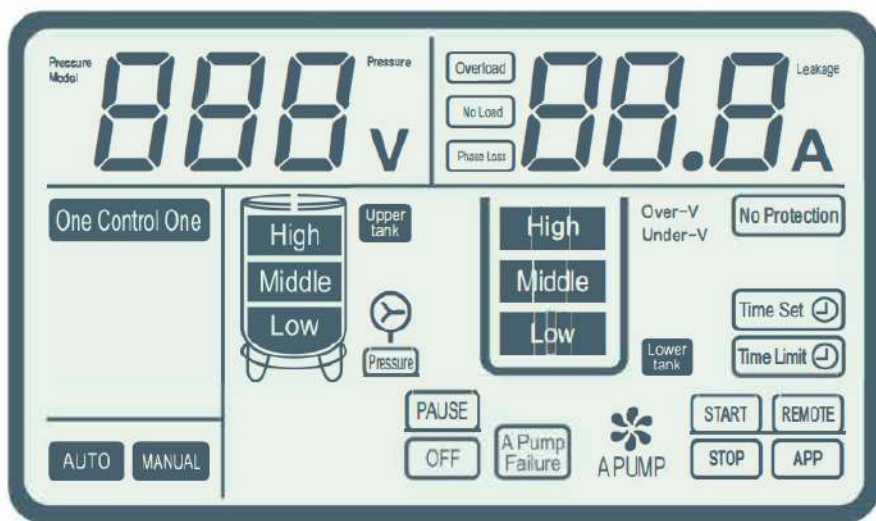 Pressure
Model
888
Pressure
V
Overload
No Load
Phase Loss
88.8
Leakage
A
One Control One
High
Middle
Low
Upper
tank
Pressure
High
Middle
Low
Over-V
Under-V
No Protection
Lower
tank
Time Set
Time Limit
AUTO
MANUAL
PAUSE
OFF
A Pump
Failure
A PUMP
START
REMOTE
STOP
APP